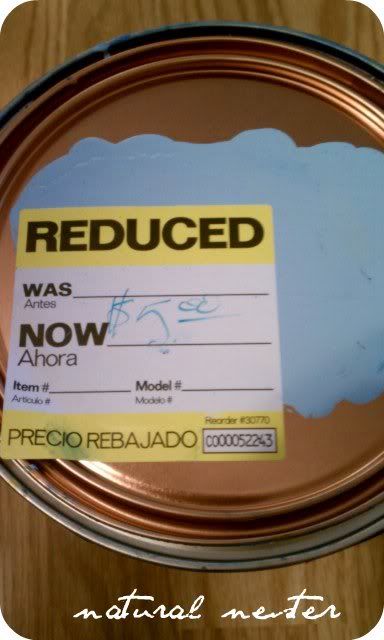 REDUCED
WAS
Antes
$5.00
NOW
Ahora
Item # Model #
Artículo # Modelo #
Reorder #30770
PRECIO REBAJADO C000052243
natural nester